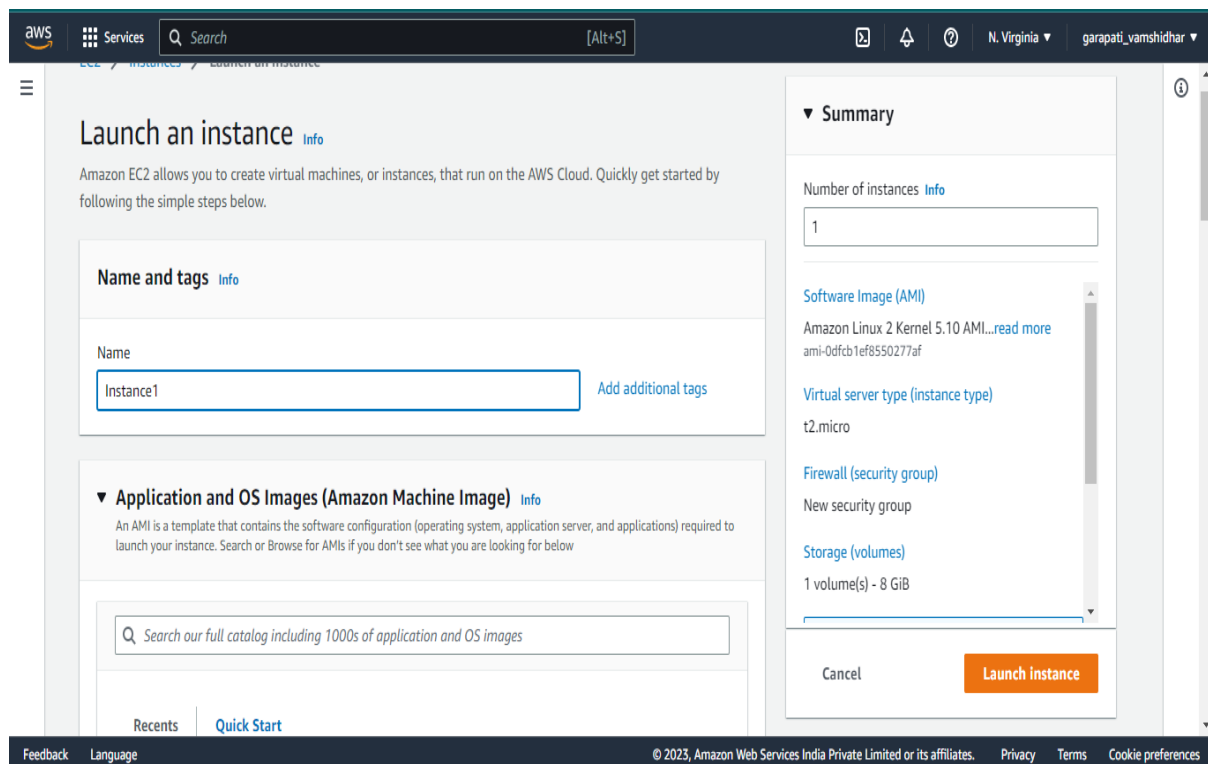 aws
Services
Search
[Alt+S]
N. Virginia
garapati_vamshidhar
EC2 / Instances / Launch an instance
Launch an instance Info
Amazon EC2 allows you to create virtual machines, or instances, that run on the AWS Cloud. Quickly get started by
following the simple steps below.
Name and tags Info
Name
Instance1
Add additional tags
Application and OS Images (Amazon Machine Image) Info
An AMI is a template that contains the software configuration (operating system, application server, and applications) required to
launch your instance. Search or Browse for AMIs if you don't see what you are looking for below
Search our full catalog including 1000s of application and OS images
Recents
Quick Start
Summary
Number of instances Info
1
Software Image (AMI)
Amazon Linux 2 Kernel 5.10 AMI...read more
ami-0dfcb1ef8550277af
Virtual server type (instance type)
t2.micro
Firewall (security group)
New security group
Storage (volumes)
1 volume(s) - 8 GiB
Cancel
Launch instance
Feedback
Language
© 2023, Amazon Web Services India Private Limited or its affiliates.
Privacy
Terms
Cookie preferences